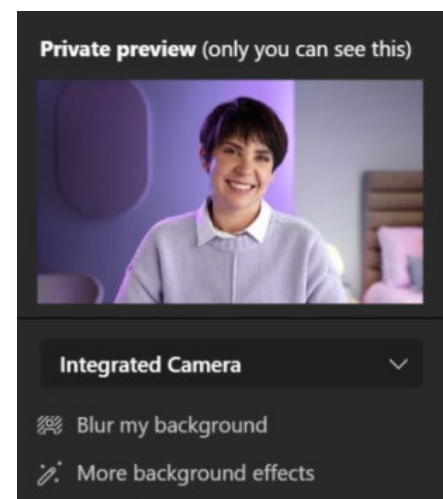 Private preview (only you can see this)
Integrated Camera
Blur my background
More background effects